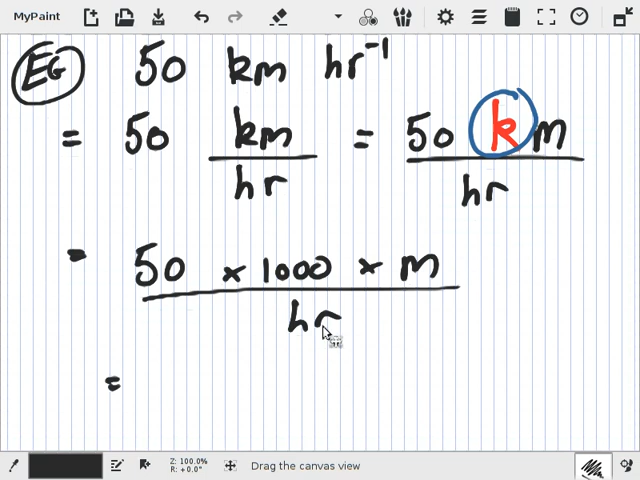 MyPaint
EG 50 km hr⁻¹
= 50 km/hr = 50 km/hr
= 50 × 1000 × m/hr
=
Z: 100.0%
R: +0.0°
Drag the canvas view